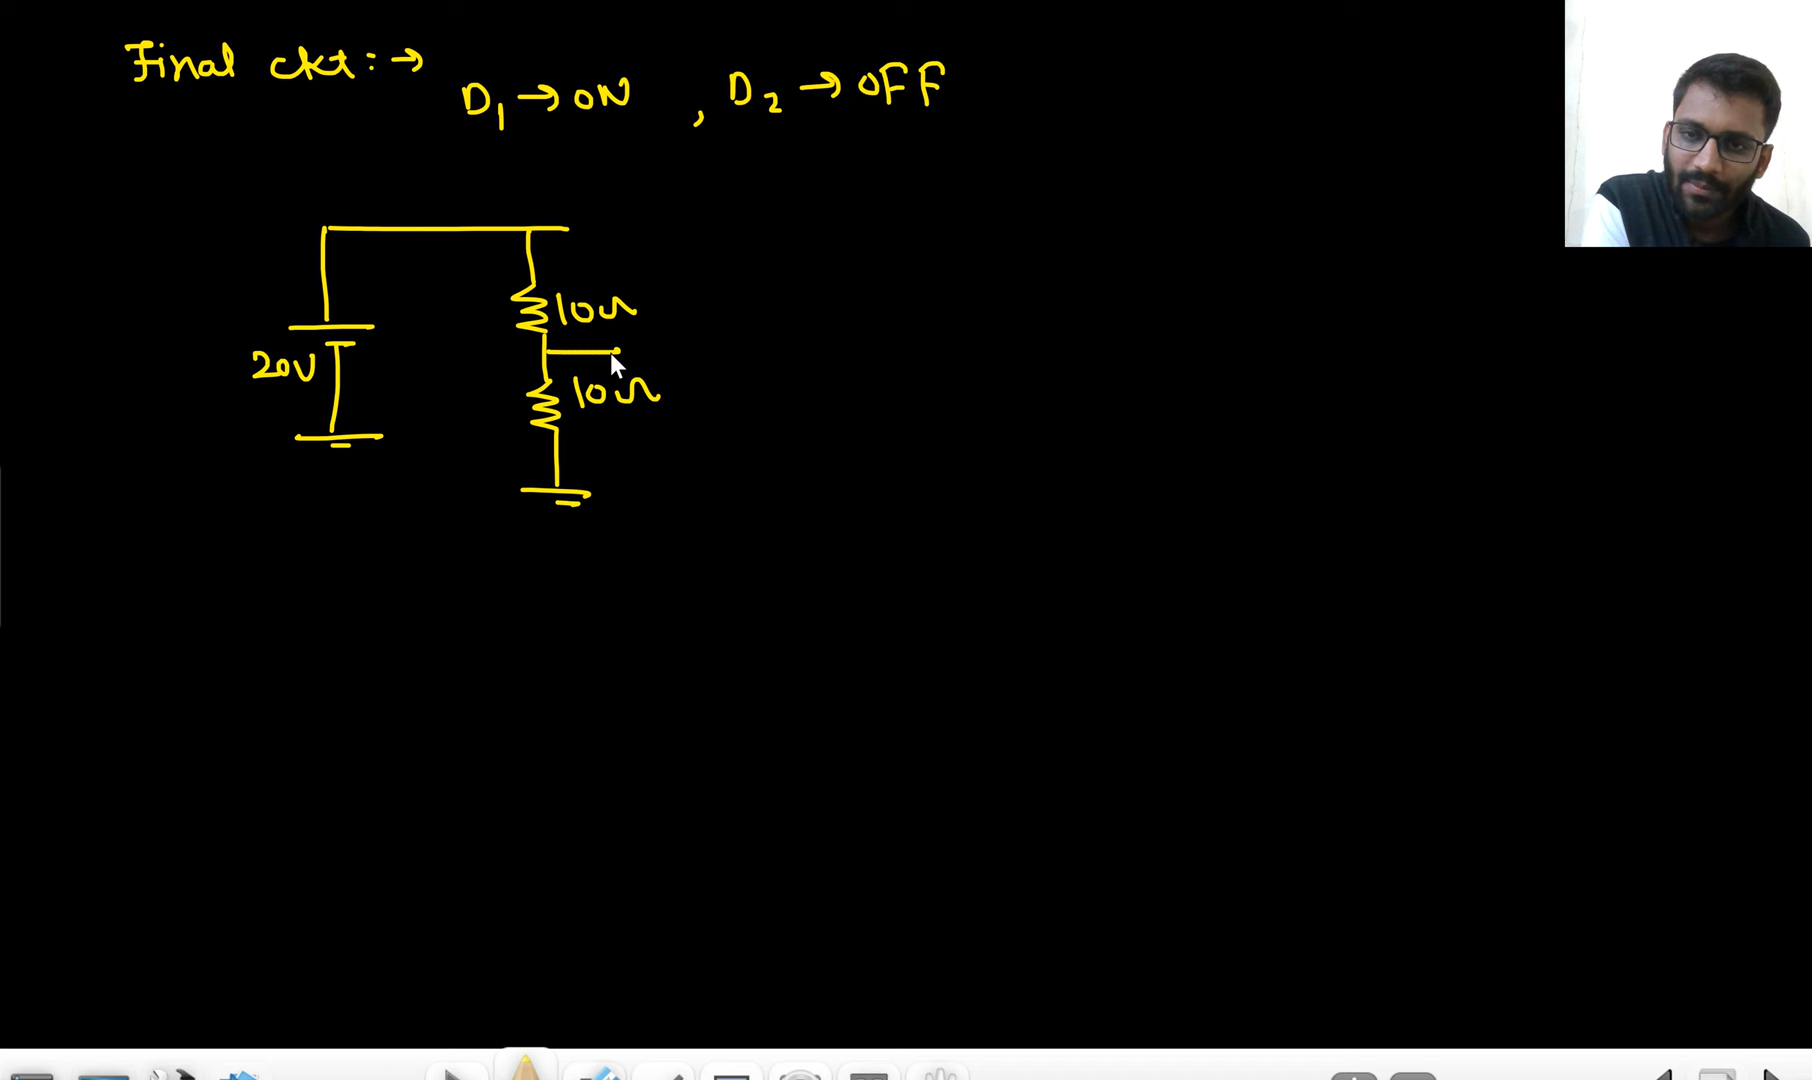 Final ckt:→
D₁→ON , D₂→OFF
10Ω
20V
10Ω